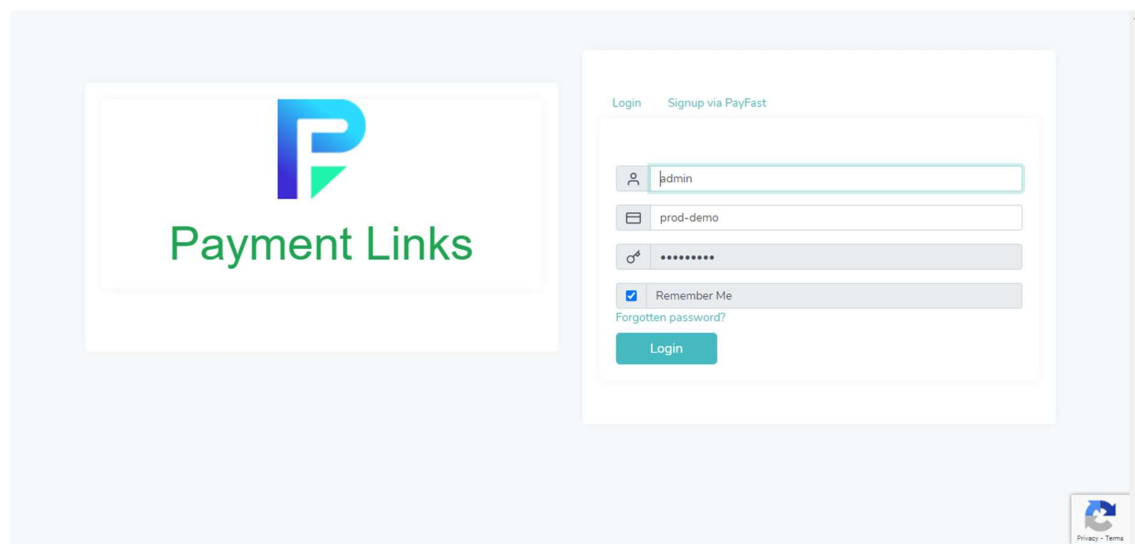 Payment Links
Login Signup via PayFast
admin
prod-demo
•••••••••
Remember Me
Forgotten password?
Login
Privacy - Terms